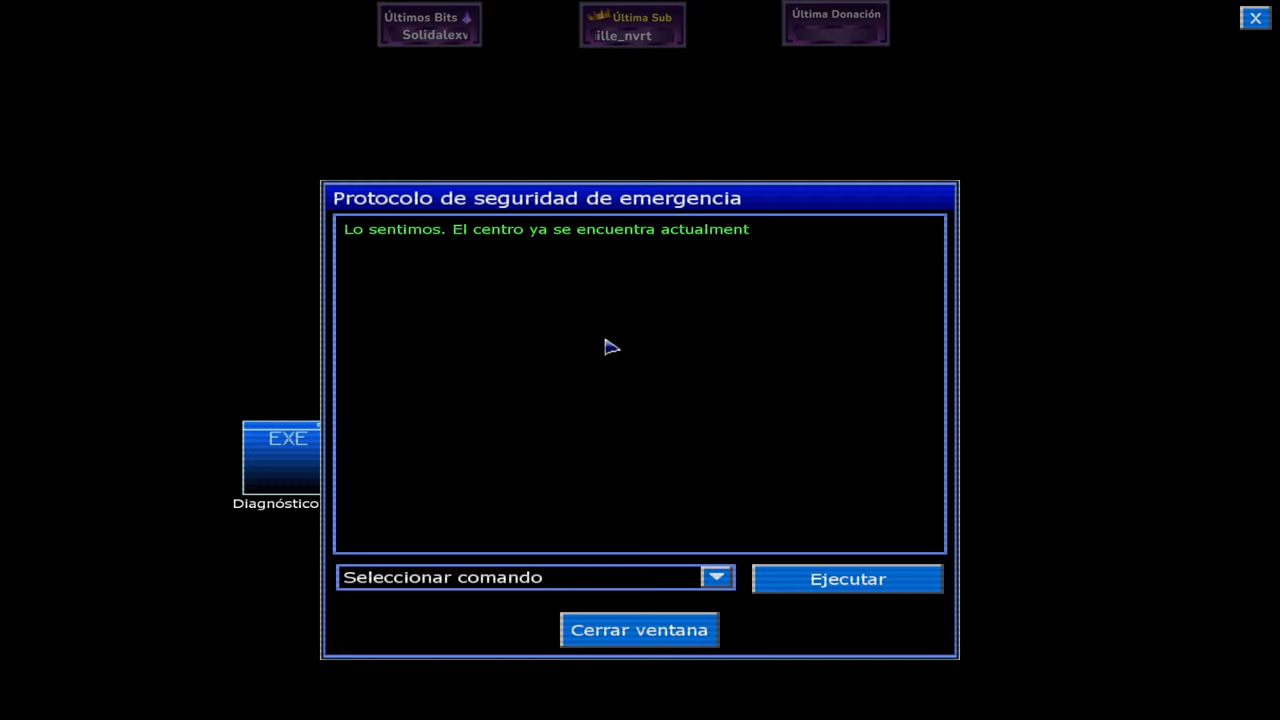 Últimos Bits
Solidalexv
Última Sub
ille_nvrt
Última Donación
X
Protocolo de seguridad de emergencia
Lo sentimos. El centro ya se encuentra actualment
EXE
Diagnóstico
Seleccionar comando
Ejecutar
Cerrar ventana